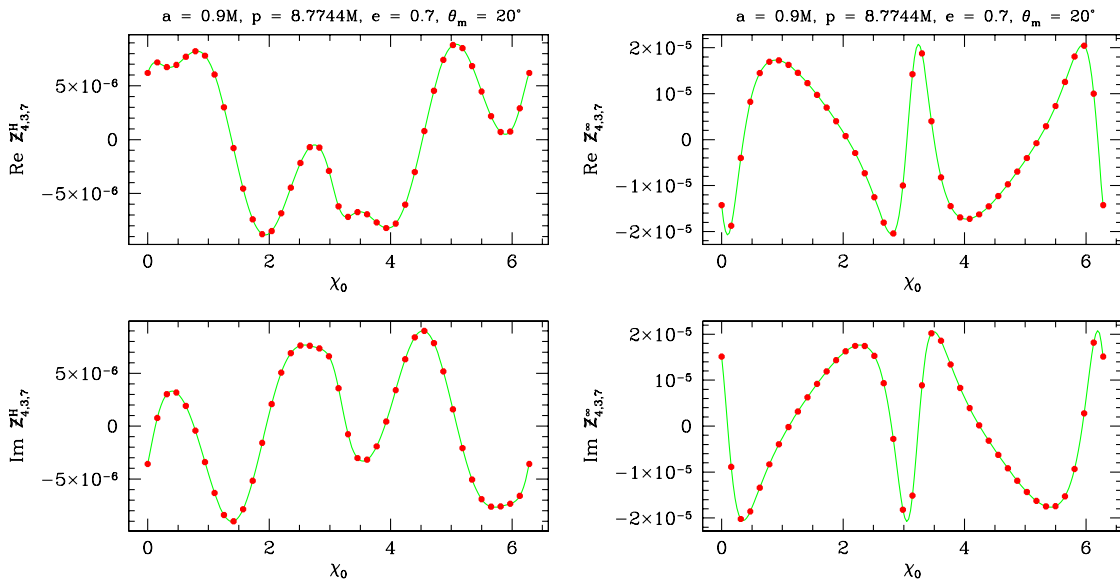 a = 0.9M, p = 8.7744M, e = 0.7, θₘ = 20°
Re Z^H_{4,3,7}
5×10⁻⁶
0
−5×10⁻⁶
0 2 4 6
χ₀
a = 0.9M, p = 8.7744M, e = 0.7, θₘ = 20°
Re Z^∞_{4,3,7}
2×10⁻⁵
10⁻⁵
0
−10⁻⁵
−2×10⁻⁵
0 2 4 6
χ₀
Im Z^H_{4,3,7}
5×10⁻⁶
0
−5×10⁻⁶
0 2 4 6
χ₀
Im Z^∞_{4,3,7}
2×10⁻⁵
10⁻⁵
0
−10⁻⁵
−2×10⁻⁵
0 2 4 6
χ₀